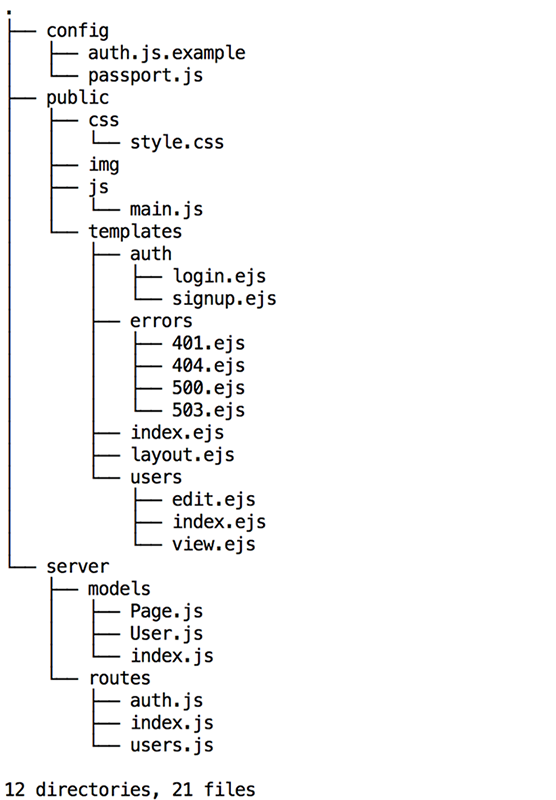 .
├── config
│   ├── auth.js.example
│   └── passport.js
├── public
│   ├── css
│   │   └── style.css
│   ├── img
│   ├── js
│   │   └── main.js
│   └── templates
│       ├── auth
│       │   ├── login.ejs
│       │   └── signup.ejs
│       ├── errors
│       │   ├── 401.ejs
│       │   ├── 404.ejs
│       │   ├── 500.ejs
│       │   └── 503.ejs
│       ├── index.ejs
│       ├── layout.ejs
│       └── users
│           ├── edit.ejs
│           ├── index.ejs
│           └── view.ejs
└── server
    ├── models
    │   ├── Page.js
    │   ├── User.js
    │   └── index.js
    └── routes
        ├── auth.js
        ├── index.js
        └── users.js
12 directories, 21 files